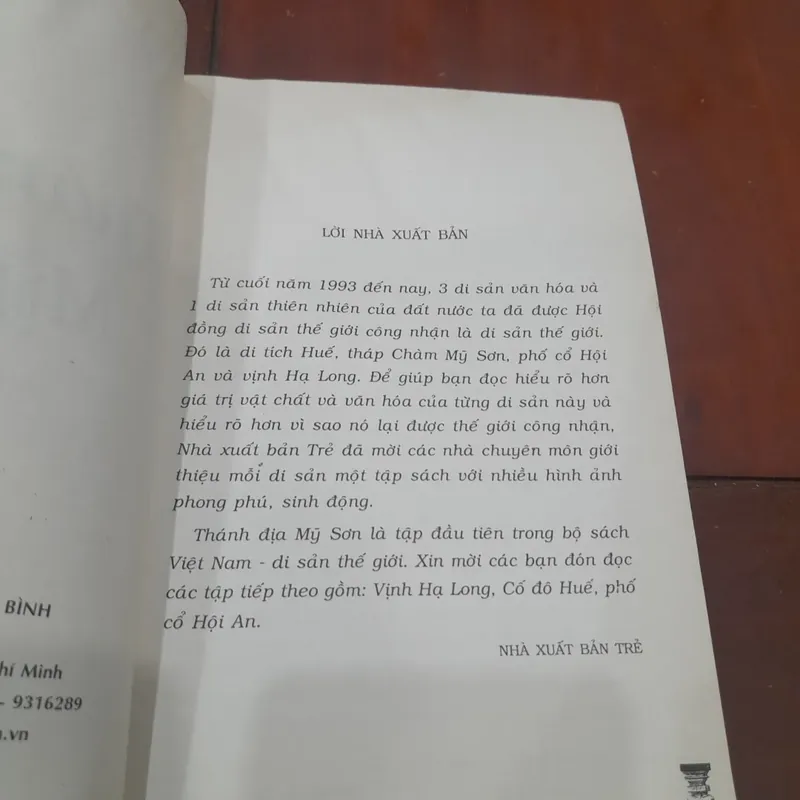 LỜI NHÀ XUẤT BẢN
Từ cuối năm 1993 đến nay, 3 di sản văn hóa và
1 di sản thiên nhiên của đất nước ta đã được Hội
đồng di sản thế giới công nhận là di sản thế giới.
Đó là di tích Huế, tháp Chàm Mỹ Sơn, phố cổ Hội
An và vịnh Hạ Long. Để giúp bạn đọc hiểu rõ hơn
giá trị vật chất và văn hóa của từng di sản này và
hiểu rõ hơn vì sao nó lại được thế giới công nhận,
Nhà xuất bản Trẻ đã mời các nhà chuyên môn giới
thiệu mỗi di sản một tập sách với nhiều hình ảnh
phong phú, sinh động.
Thánh địa Mỹ Sơn là tập đầu tiên trong bộ sách
Việt Nam - di sản thế giới. Xin mời các bạn đón đọc
các tập tiếp theo gồm: Vịnh Hạ Long, Cố đô Huế, phố
cổ Hội An.
NHÀ XUẤT BẢN TRẺ
BÌNH
hí Minh
- 9316289
.vn